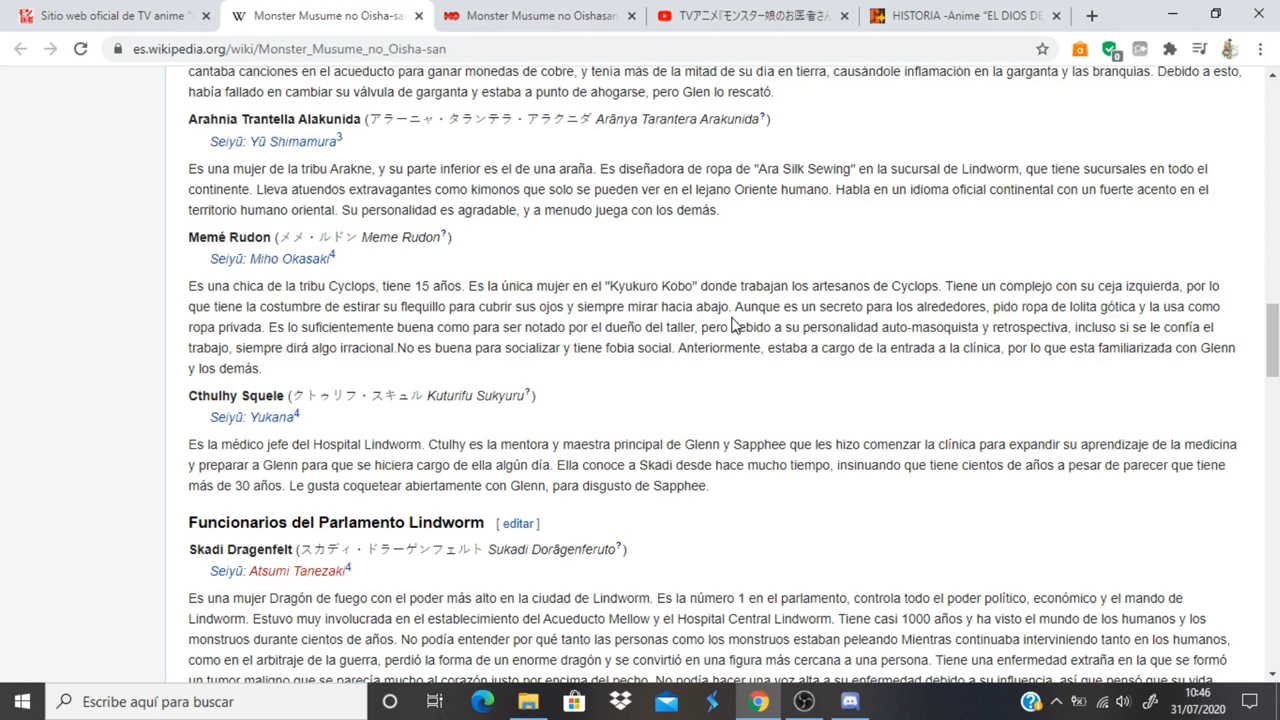 Sitio web oficial de TV anime "
Monster Musume no Oisha-sa
Monster Musume no Oishasan
TVアニメ『モンスター娘のお医者さん
HISTORIA -Anime "EL DIOS DE
es.wikipedia.org/wiki/Monster_Musume_no_Oisha-san
cantaba canciones en el acueducto para ganar monedas de cobre, y tenía más de la mitad de su día en tierra, causándole inflamación en la garganta y las branquias. Debido a esto,
había fallado en cambiar su válvula de garganta y estaba a punto de ahogarse, pero Glen lo rescató.
Arahnia Trantella Alakunida (アラーニャ・タランテラ・アラクニダ Arānya Tarantera Arakunida?)
Seiyū: Yū Shimamura3
Es una mujer de la tribu Arakne, y su parte inferior es el de una araña. Es diseñadora de ropa de "Ara Silk Sewing" en la sucursal de Lindworm, que tiene sucursales en todo el
continente. Lleva atuendos extravagantes como kimonos que solo se pueden ver en el lejano Oriente humano. Habla en un idioma oficial continental con un fuerte acento en el
territorio humano oriental. Su personalidad es agradable, y a menudo juega con los demás.
Memé Rudon (メメ・ルドン Meme Rudon?)
Seiyū: Miho Okasaki4
Es una chica de la tribu Cyclops, tiene 15 años. Es la única mujer en el "Kyukuro Kobo" donde trabajan los artesanos de Cyclops. Tiene un complejo con su ceja izquierda, por lo
que tiene la costumbre de estirar su flequillo para cubrir sus ojos y siempre mirar hacia abajo. Aunque es un secreto para los alrededores, pido ropa de lolita gótica y la usa como
ropa privada. Es lo suficientemente buena como para ser notado por el dueño del taller, pero debido a su personalidad auto-masoquista y retrospectiva, incluso si se le confía el
trabajo, siempre dirá algo irracional.No es buena para socializar y tiene fobia social. Anteriormente, estaba a cargo de la entrada a la clínica, por lo que esta familiarizada con Glenn
y los demás.
Cthulhy Squele (クトゥリフ・スキュル Kuturifu Sukyuru?)
Seiyū: Yukana4
Es la médico jefe del Hospital Lindworm. Ctulhy es la mentora y maestra principal de Glenn y Sapphee que les hizo comenzar la clínica para expandir su aprendizaje de la medicina
y preparar a Glenn para que se hiciera cargo de ella algún día. Ella conoce a Skadi desde hace mucho tiempo, insinuando que tiene cientos de años a pesar de parecer que tiene
más de 30 años. Le gusta coquetear abiertamente con Glenn, para disgusto de Sapphee.
Funcionarios del Parlamento Lindworm [ editar ]
Skadi Dragenfelt (スカディ・ドラーゲンフェルト Sukadi Dorāgenferuto?)
Seiyū: Atsumi Tanezaki4
Es una mujer Dragón de fuego con el poder más alto en la ciudad de Lindworm. Es la número 1 en el parlamento, controla todo el poder político, económico y el mando de
Lindworm. Estuvo muy involucrada en el establecimiento del Acueducto Mellow y el Hospital Central Lindworm. Tiene casi 1000 años y ha visto el mundo de los humanos y los
monstruos durante cientos de años. No podía entender por qué tanto las personas como los monstruos estaban peleando Mientras continuaba interviniendo tanto en los humanos,
como en el arbitraje de la guerra, perdió la forma de un enorme dragón y se convirtió en una figura más cercana a una persona. Tiene una enfermedad extraña en la que se formó
un tumor maligno que se parecía mucho al corazón justo por encima del pecho. No podía hacer una voz alta a su enfermedad debido a su influencia, así que pensó que su vida
Escribe aquí para buscar
10:46
31/07/2020